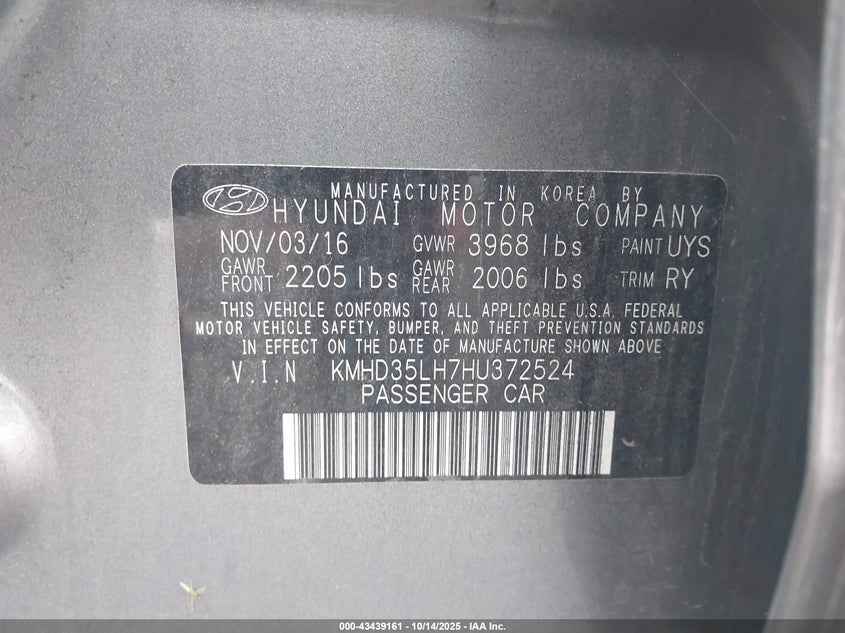 MANUFACTURED IN KOREA BY
HYUNDAI MOTOR COMPANY
NOV/03/16 GVWR 3968 lbs PAINT UYS
GAWR FRONT 2205 lbs GAWR REAR 2006 lbs TRIM RY
THIS VEHICLE CONFORMS TO ALL APPLICABLE U.S.A. FEDERAL
MOTOR VEHICLE SAFETY, BUMPER, AND THEFT PREVENTION STANDARDS
IN EFFECT ON THE DATE OF MANUFACTURE SHOWN ABOVE
V.I.N KMHD35LH7HU372524
PASSENGER CAR
000-43439161 - 10/14/2025 - IAA Inc.